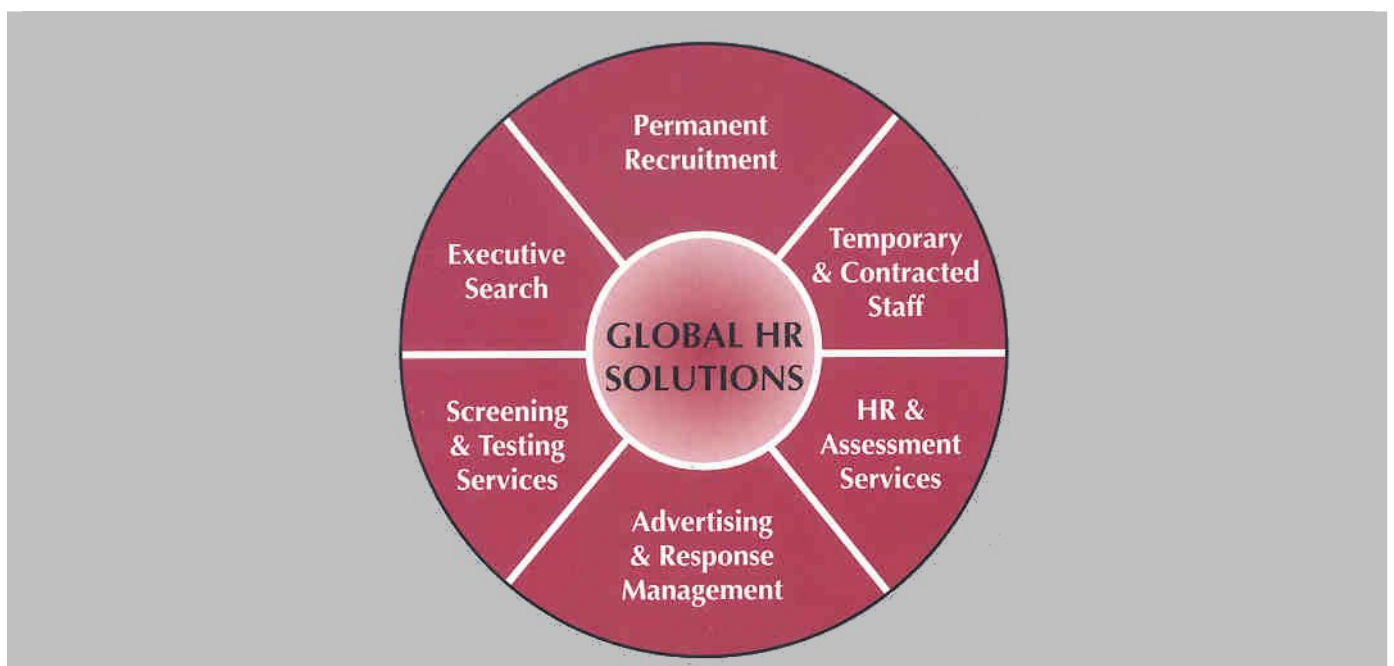 Permanent
Recruitment
Temporary
& Contracted
Staff
HR &
Assessment
Services
Advertising
& Response
Management
Screening
& Testing
Services
Executive
Search
GLOBAL HR
SOLUTIONS